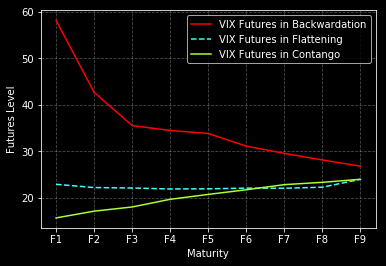 60
50
40
30
20
Futures Level
VIX Futures in Backwardation
VIX Futures in Flattening
VIX Futures in Contango
F1 F2 F3 F4 F5 F6 F7 F8 F9
Maturity